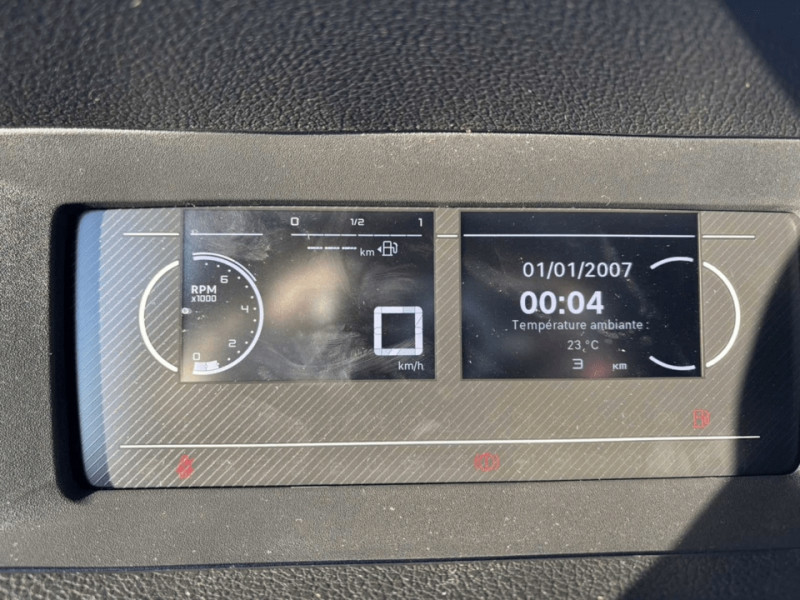 0 1/2 1
--- km
6
RPM
x1000
4
2
0
0
km/h
01/01/2007
00:04
Température ambiante :
23 °C
3 KM